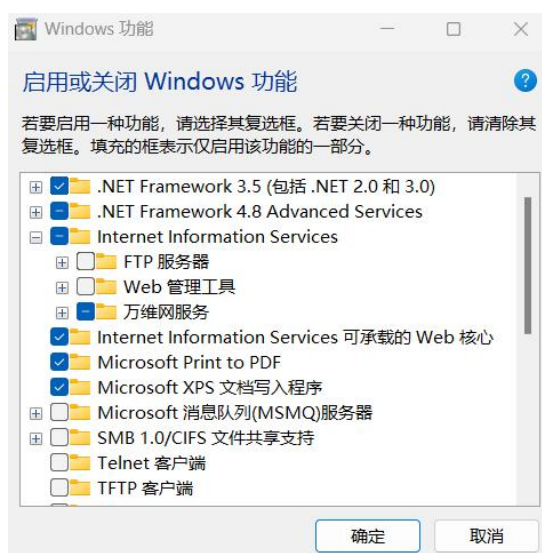 Windows 功能
启用或关闭 Windows 功能
?
若要启用一种功能，请选择其复选框。若要关闭一种功能，请清除其
复选框。填充的框表示仅启用该功能的一部分。
.NET Framework 3.5 (包括 .NET 2.0 和 3.0)
.NET Framework 4.8 Advanced Services
Internet Information Services
FTP 服务器
Web 管理工具
万维网服务
Internet Information Services 可承载的 Web 核心
Microsoft Print to PDF
Microsoft XPS 文档写入程序
Microsoft 消息队列(MSMQ)服务器
SMB 1.0/CIFS 文件共享支持
Telnet 客户端
TFTP 客户端
确定
取消